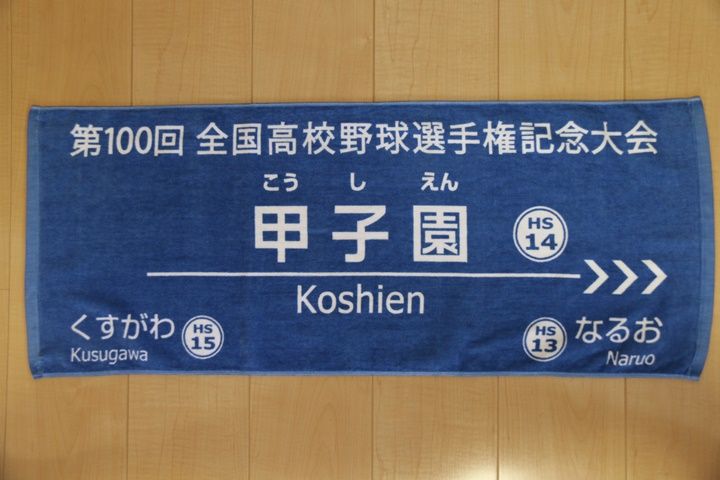 第100回 全国高校野球選手権記念大会
こう し えん
甲子園
HS 14
Koshien
くすがわ HS 15
Kusugawa
HS 13 なるお
Naruo